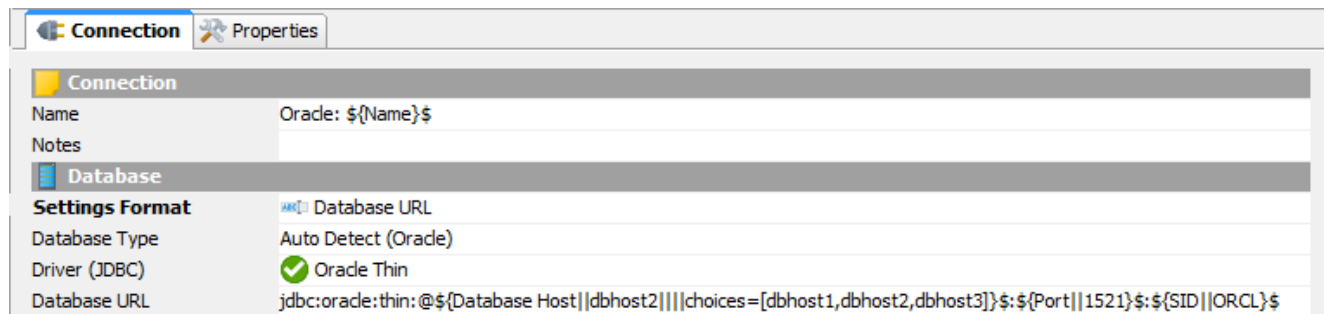 Connection Properties
Connection
Name Oracle: ${Name}$
Notes
Database
Settings Format Database URL
Database Type Auto Detect (Oracle)
Driver (JDBC) Oracle Thin
Database URL jdbc:oracle:thin:@${Database Host||dbhost2||||choices=[dbhost1,dbhost2,dbhost3]}$:${Port||1521}$:${SID||ORCL}$